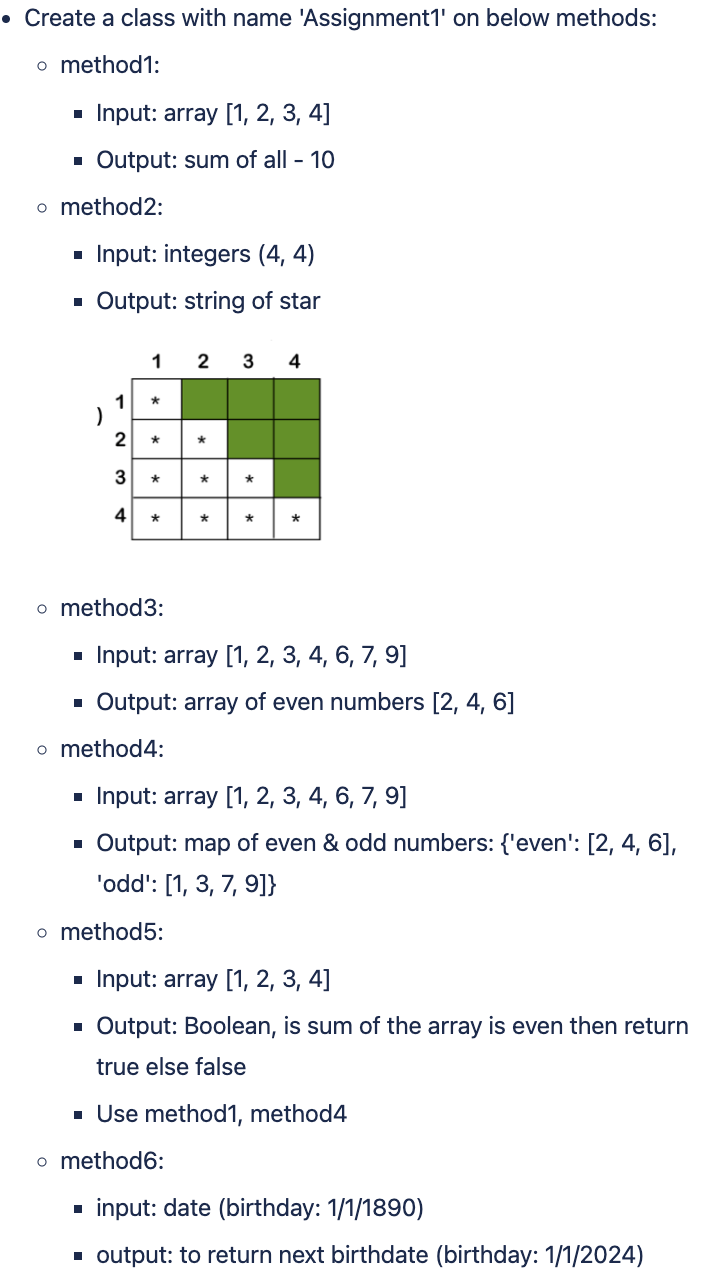 • Create a class with name 'Assignment1' on below methods:
○ method1:
▪ Input: array [1, 2, 3, 4]
▪ Output: sum of all - 10
○ method2:
▪ Input: integers (4, 4)
▪ Output: string of star
1 2 3 4
) 1 *
2 * *
3 * * *
4 * * * *
○ method3:
▪ Input: array [1, 2, 3, 4, 6, 7, 9]
▪ Output: array of even numbers [2, 4, 6]
○ method4:
▪ Input: array [1, 2, 3, 4, 6, 7, 9]
▪ Output: map of even & odd numbers: {'even': [2, 4, 6],
'odd': [1, 3, 7, 9]}
○ method5:
▪ Input: array [1, 2, 3, 4]
▪ Output: Boolean, is sum of the array is even then return
true else false
▪ Use method1, method4
○ method6:
▪ input: date (birthday: 1/1/1890)
▪ output: to return next birthdate (birthday: 1/1/2024)